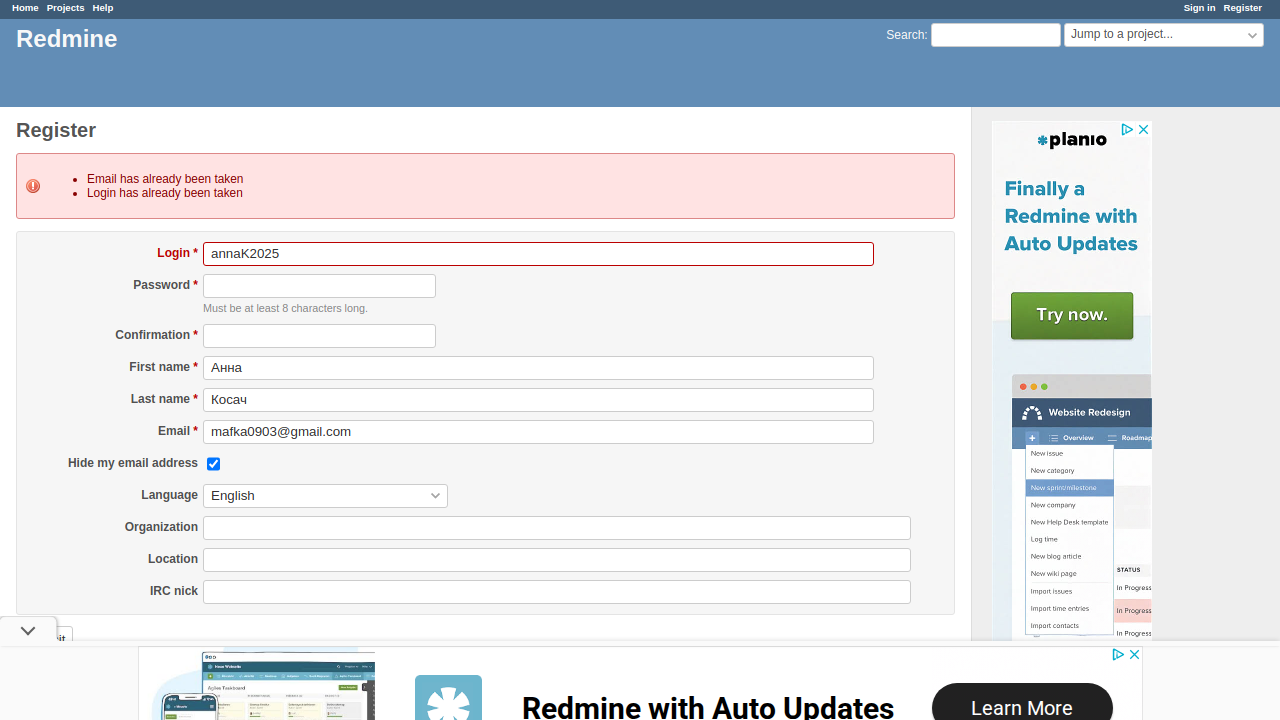 Home Projects Help Sign in Register
Redmine
Search: Jump to a project...
Register
Email has already been taken
Login has already been taken
Login * annaK2025
Password *
Must be at least 8 characters long.
Confirmation *
First name * Анна
Last name * Косач
Email * mafka0903@gmail.com
Hide my email address
Language English
Organization
Location
IRC nick
planio
Finally a
Redmine with
Auto Updates
Try now.
Website Redesign
+ Overview Roadmap
New issue
New category
New sprint/milestone
New company
New Help Desk template
Log time
New blog article
New wiki page
Import issues
Import time entries
Import contacts
STATUS
In Progress
In Progress
In Progress
Redmine with Auto Updates
Learn More